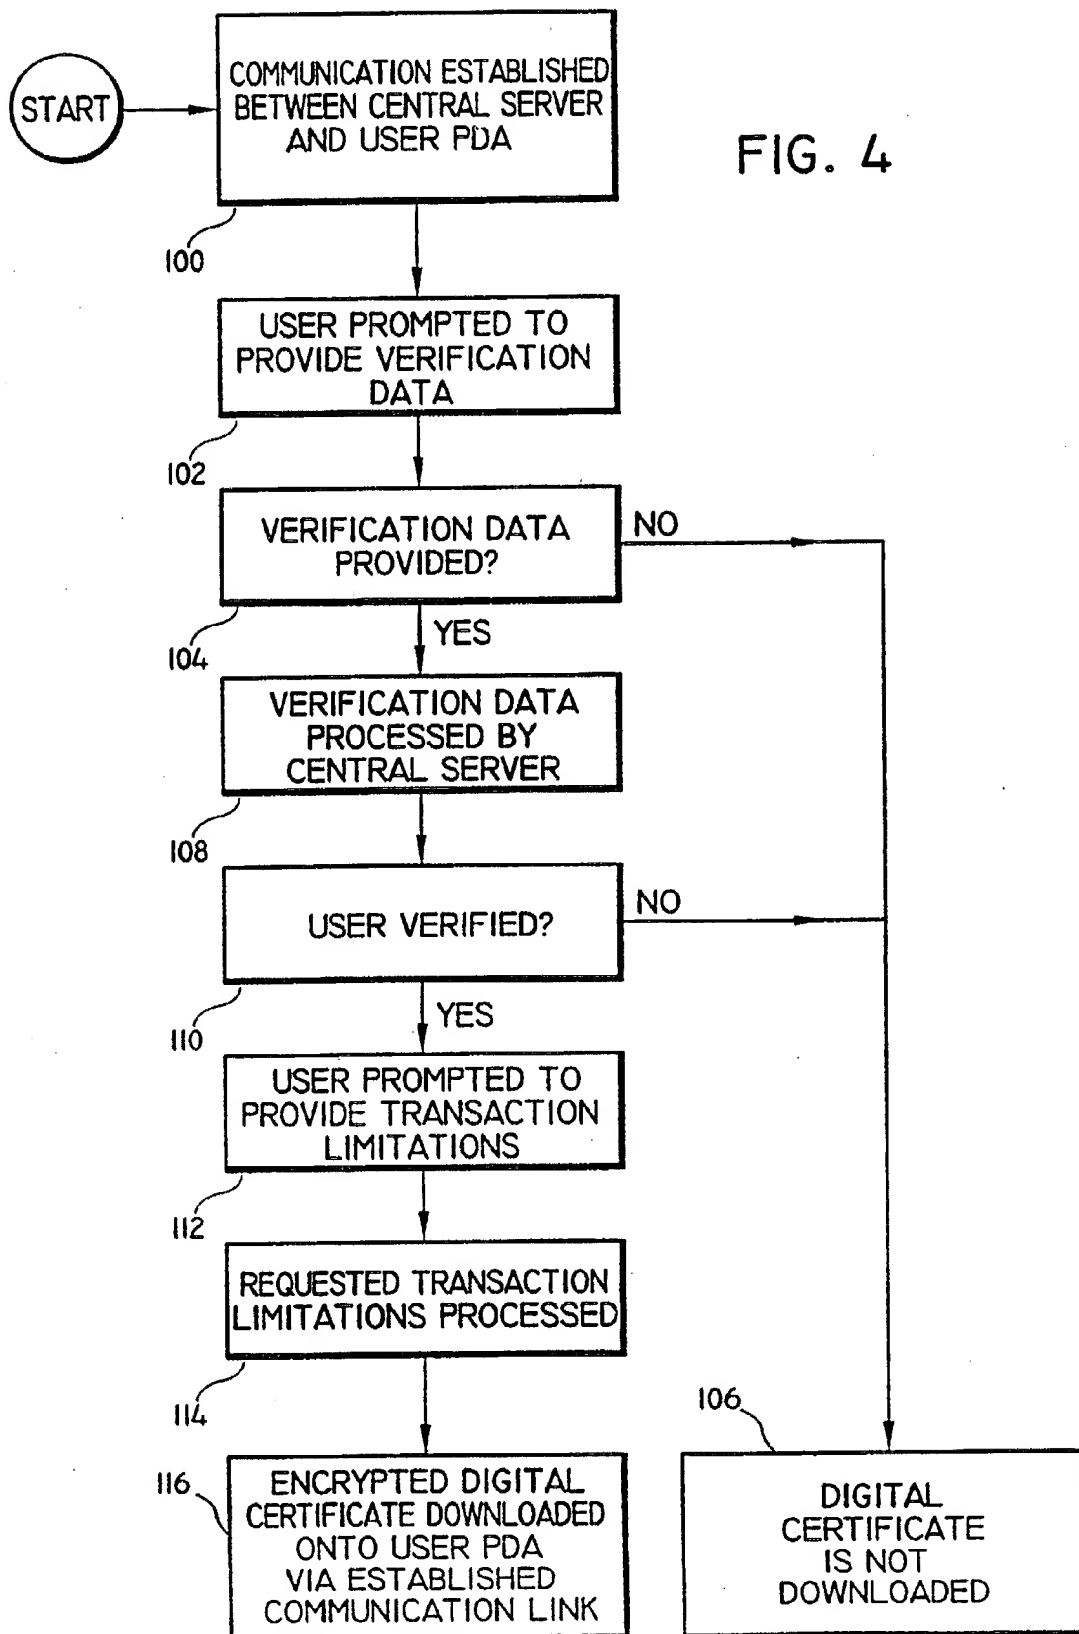 START
COMMUNICATION ESTABLISHED
BETWEEN CENTRAL SERVER
AND USER PDA
FIG. 4
100
USER PROMPTED TO
PROVIDE VERIFICATION
DATA
102
VERIFICATION DATA
PROVIDED?
NO
104
YES
VERIFICATION DATA
PROCESSED BY
CENTRAL SERVER
108
USER VERIFIED?
NO
110
YES
USER PROMPTED TO
PROVIDE TRANSACTION
LIMITATIONS
112
REQUESTED TRANSACTION
LIMITATIONS PROCESSED
114
116
ENCRYPTED DIGITAL
CERTIFICATE DOWNLOADED
ONTO USER PDA
VIA ESTABLISHED
COMMUNICATION LINK
106
DIGITAL
CERTIFICATE
IS NOT
DOWNLOADED